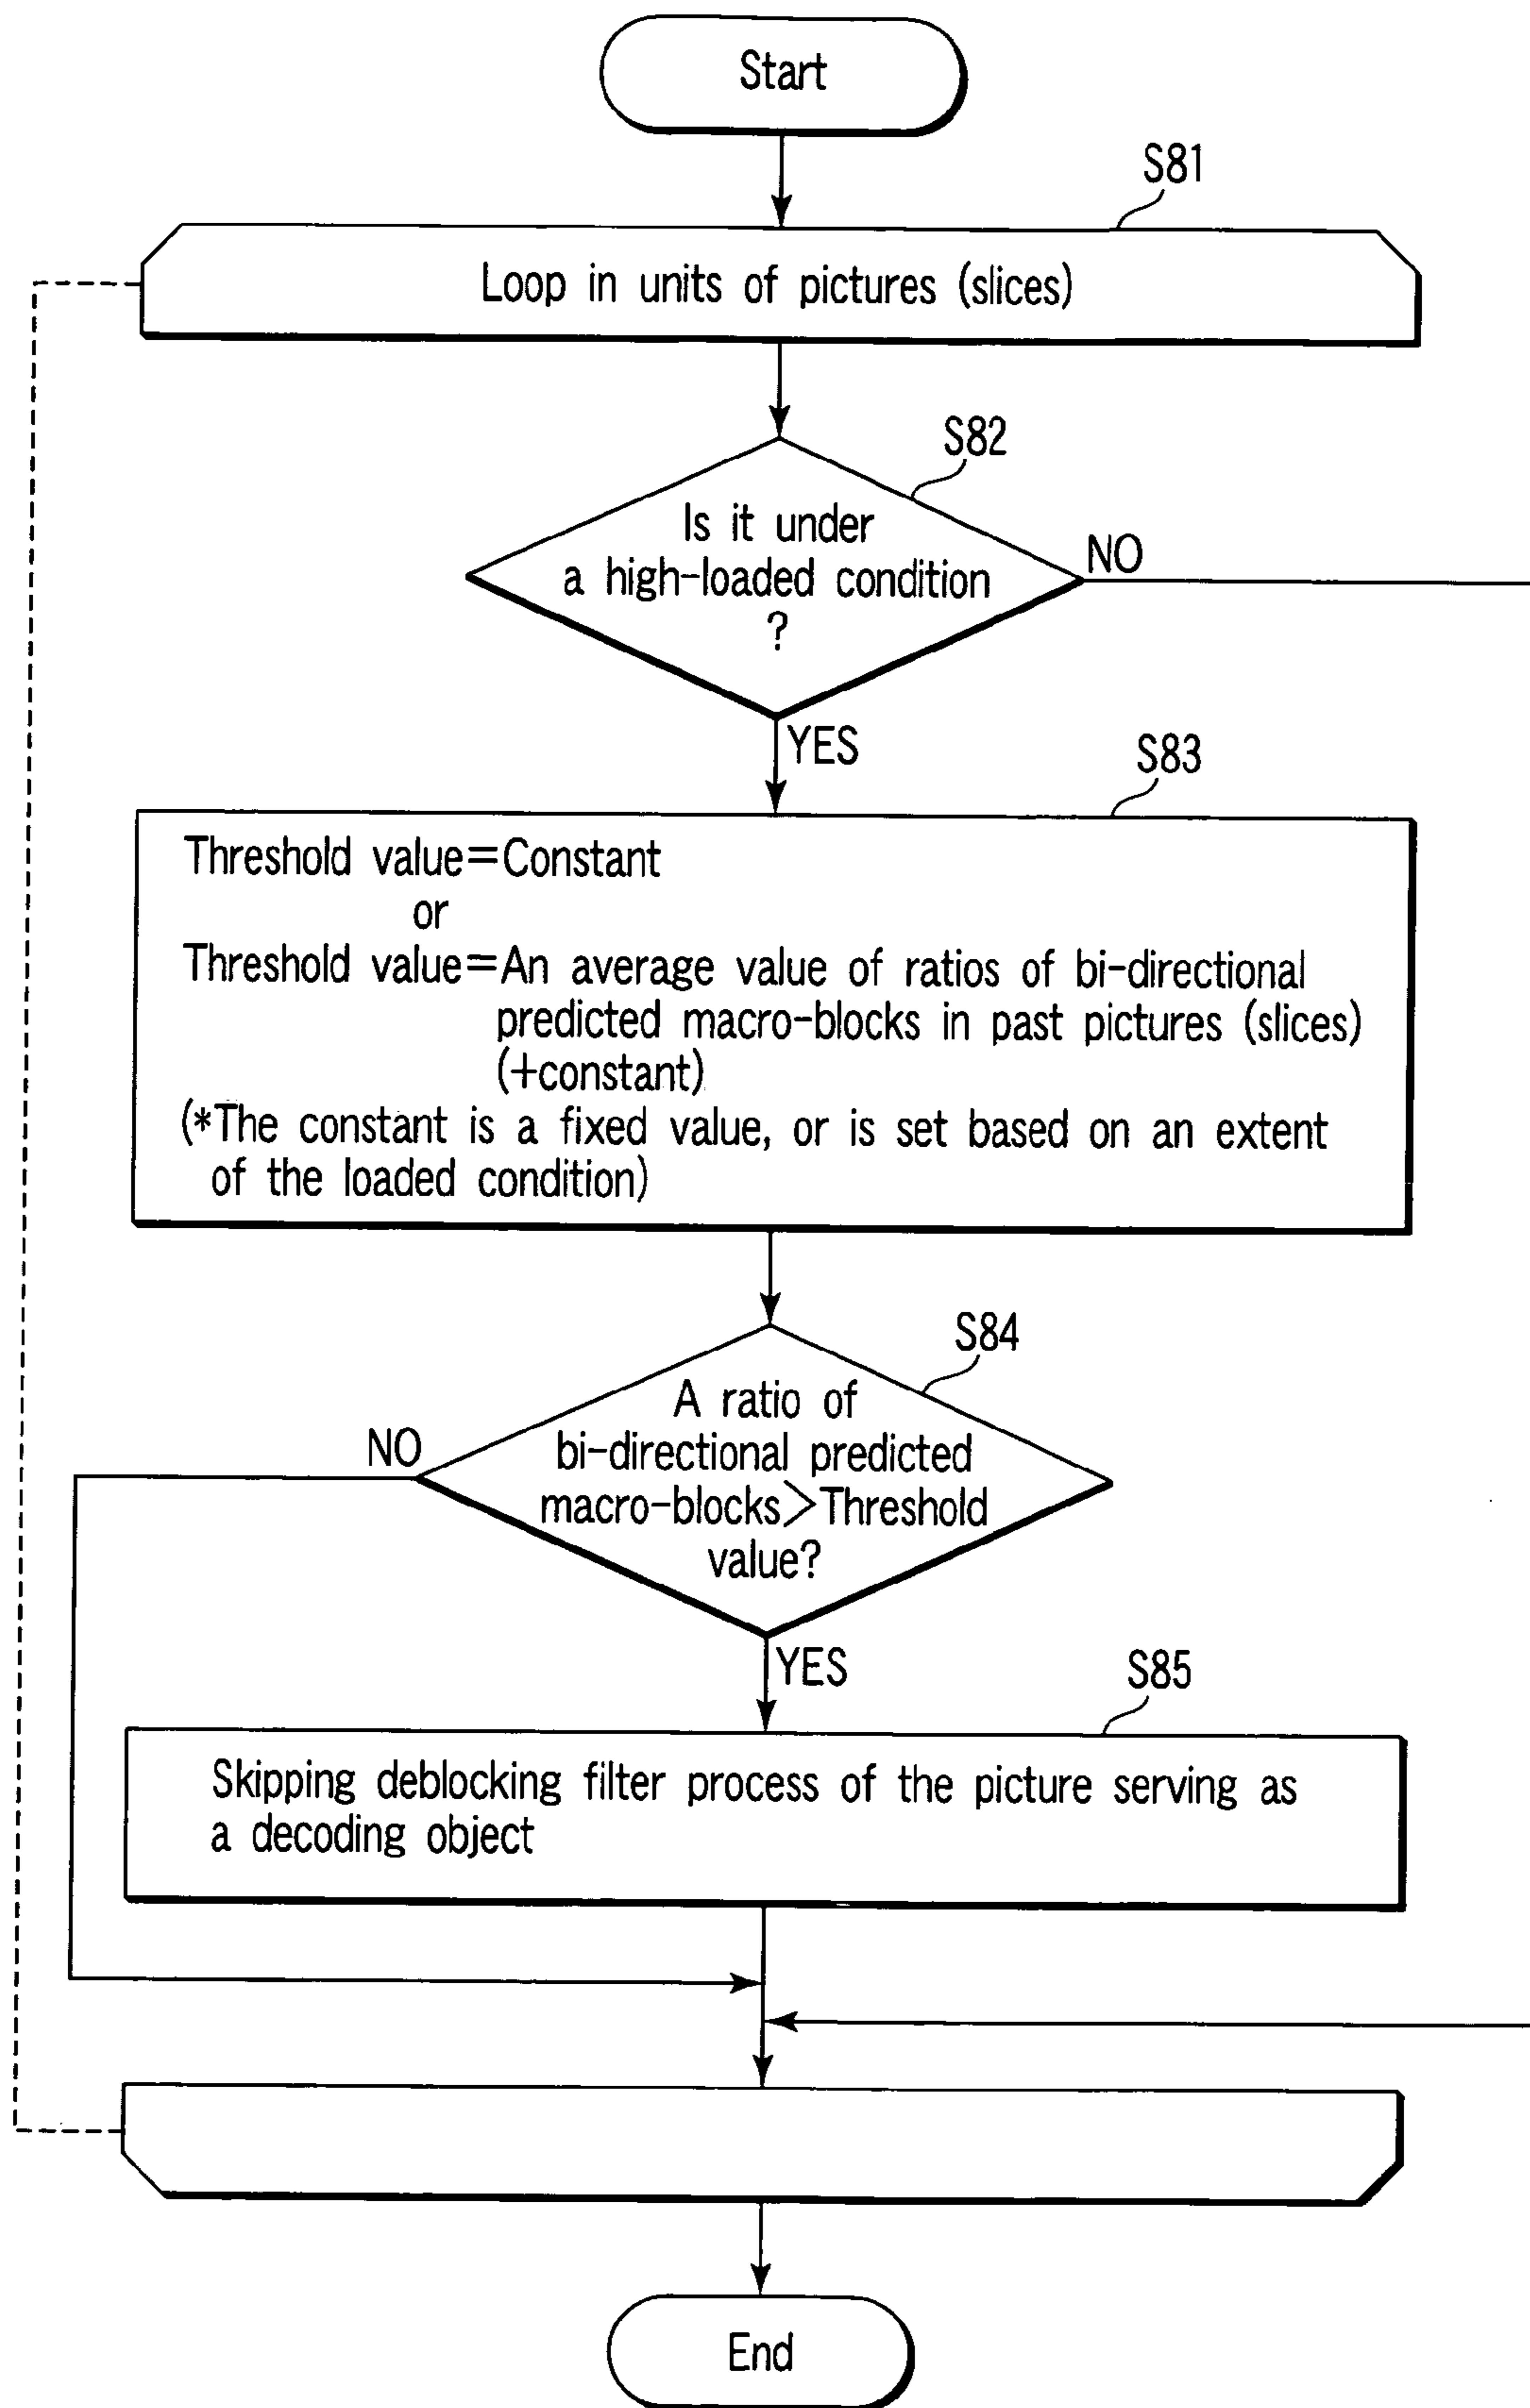 Start
S81
Loop in units of pictures (slices)
S82
Is it under
a high-loaded condition
?
NO
YES
S83
Threshold value=Constant
or
Threshold value=An average value of ratios of bi-directional
predicted macro-blocks in past pictures (slices)
(+constant)
(*The constant is a fixed value, or is set based on an extent
of the loaded condition)
S84
A ratio of
bi-directional predicted
macro-blocks>Threshold
value?
NO
YES
S85
Skipping deblocking filter process of the picture serving as
a decoding object
End